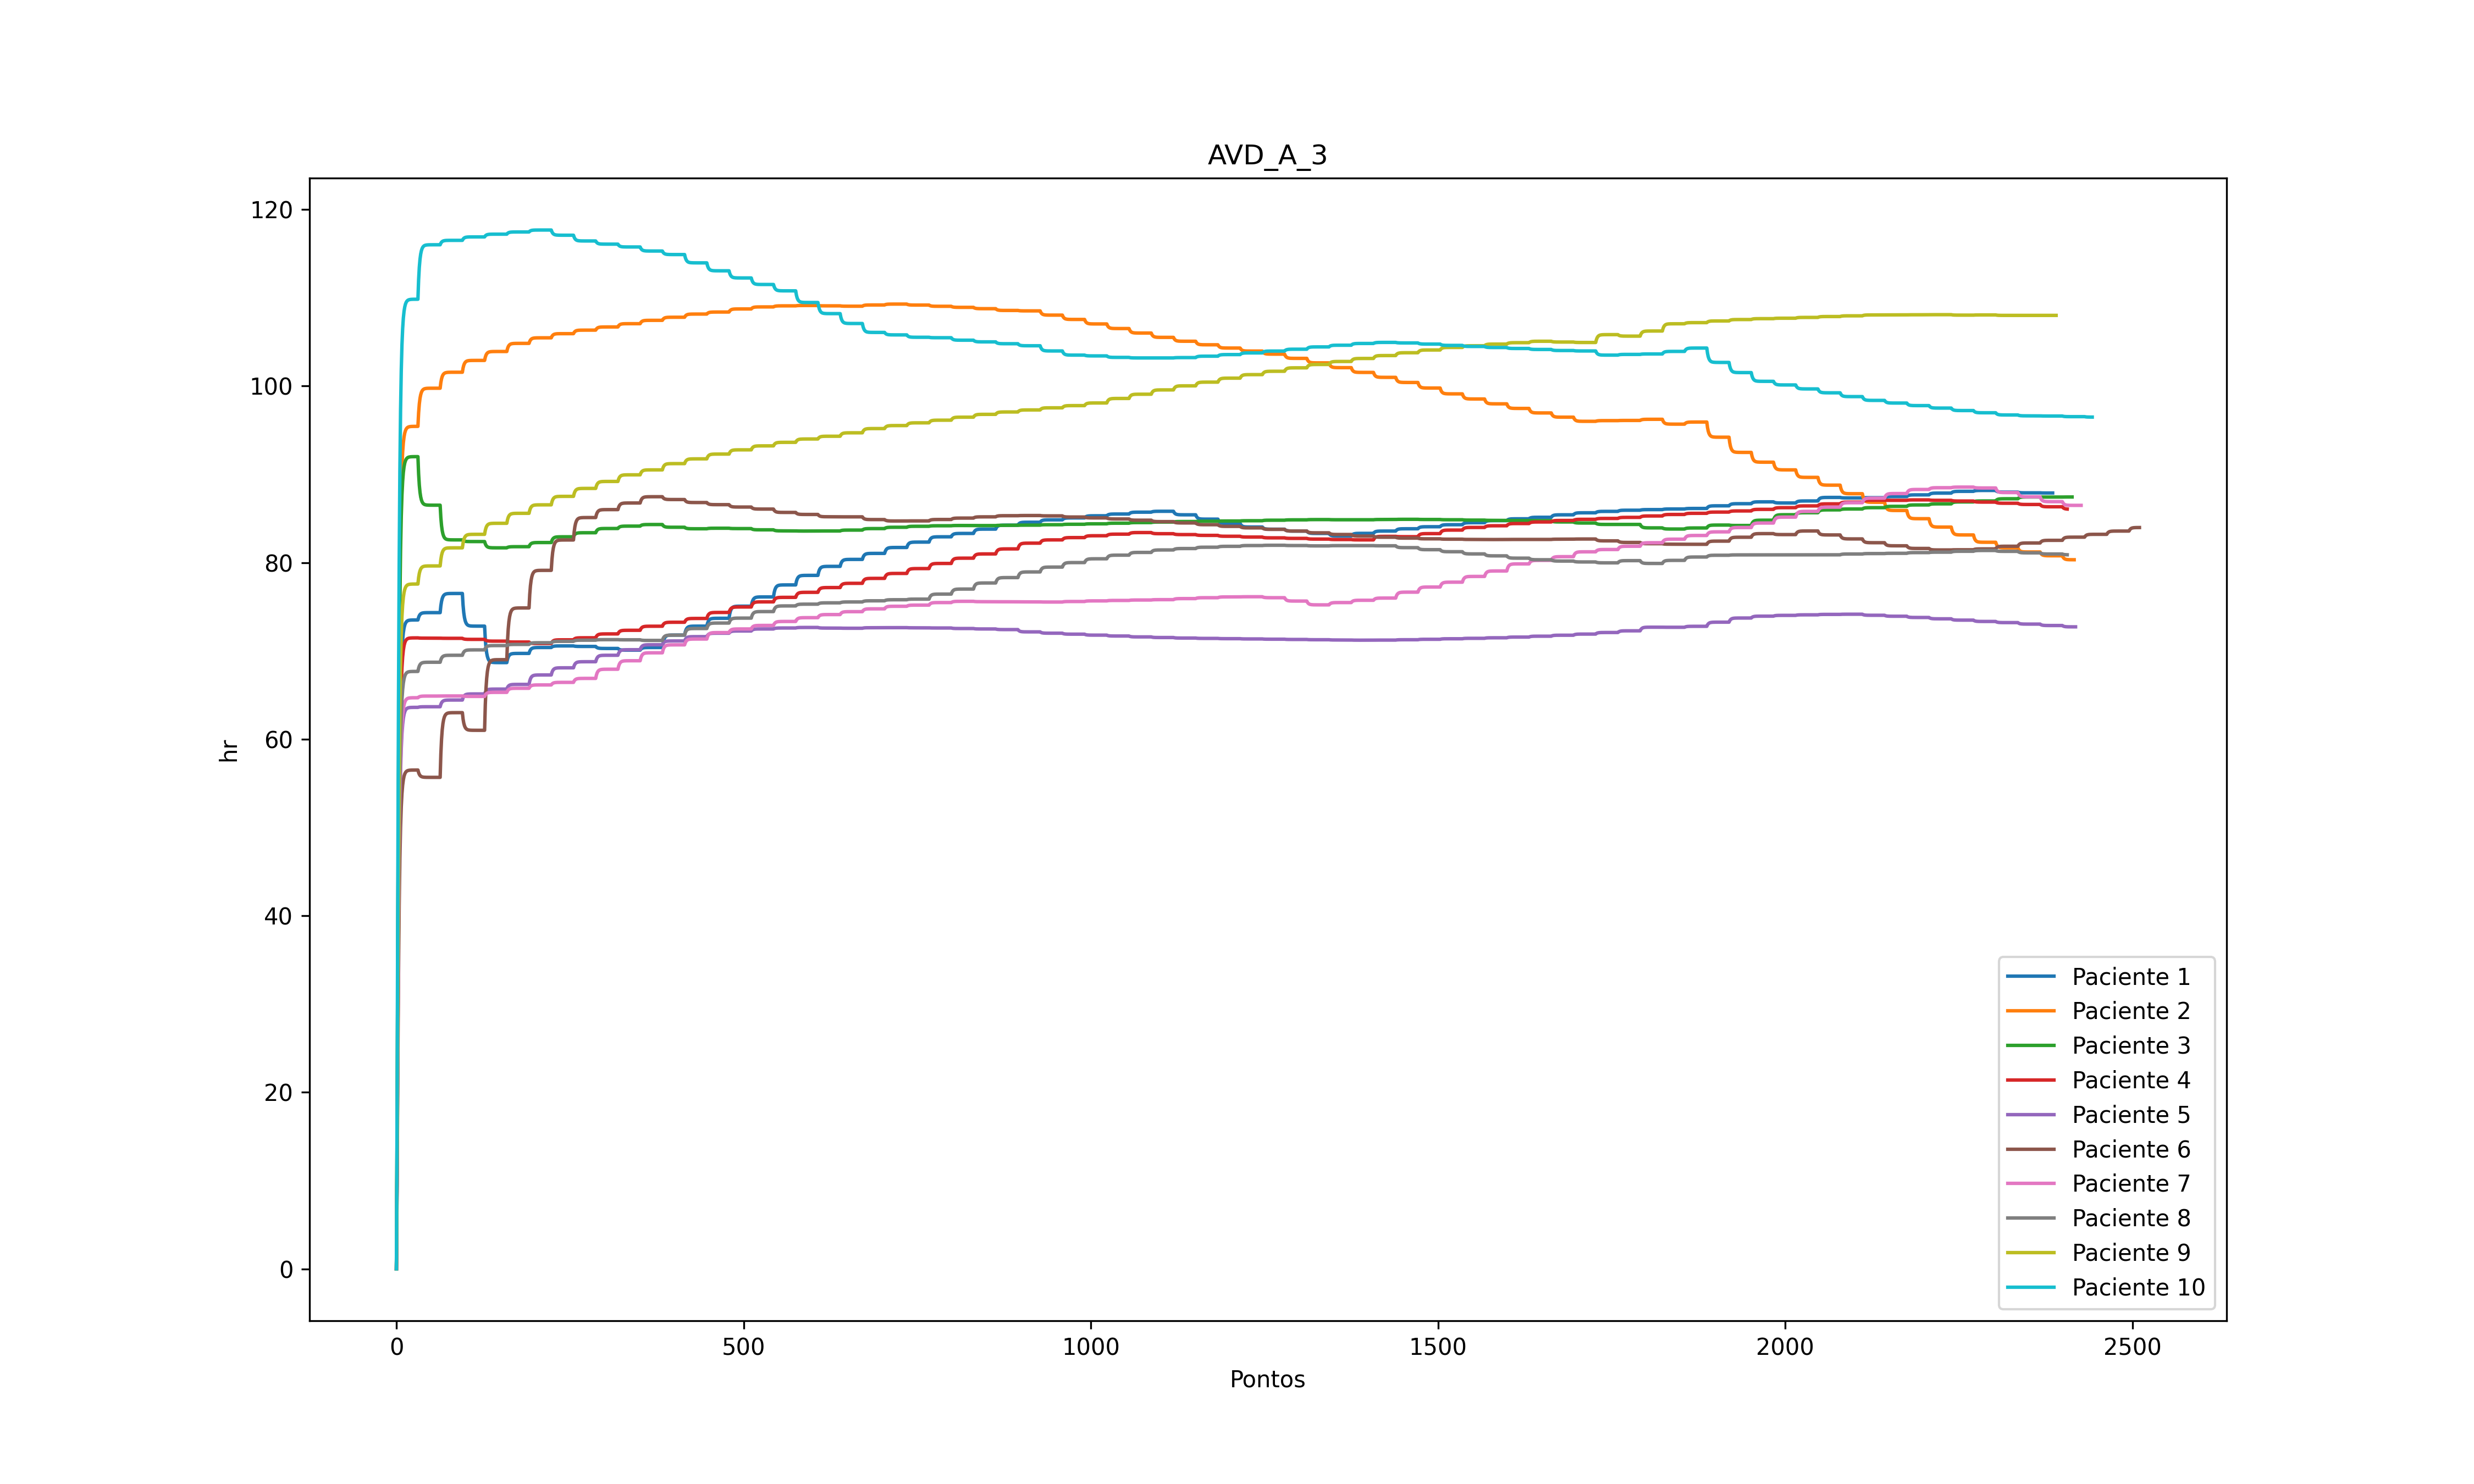 AVD_A_3
120
100
80
60
40
20
0
hr
0 500 1000 1500 2000 2500
Pontos
Paciente 1
Paciente 2
Paciente 3
Paciente 4
Paciente 5
Paciente 6
Paciente 7
Paciente 8
Paciente 9
Paciente 10